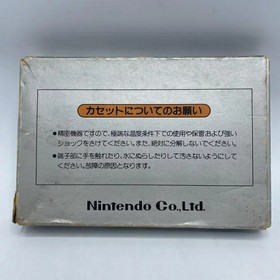 カセットについてのお願い
●精密機器ですので、極端な温度条件下での使用や保管および強い
ショックをさけてください。また、絶対に分解しないでください。
●端子部に手を触れたり、水にぬらしたりして汚さないようにして
ください。故障の原因となります。
Nintendo Co.,Ltd.